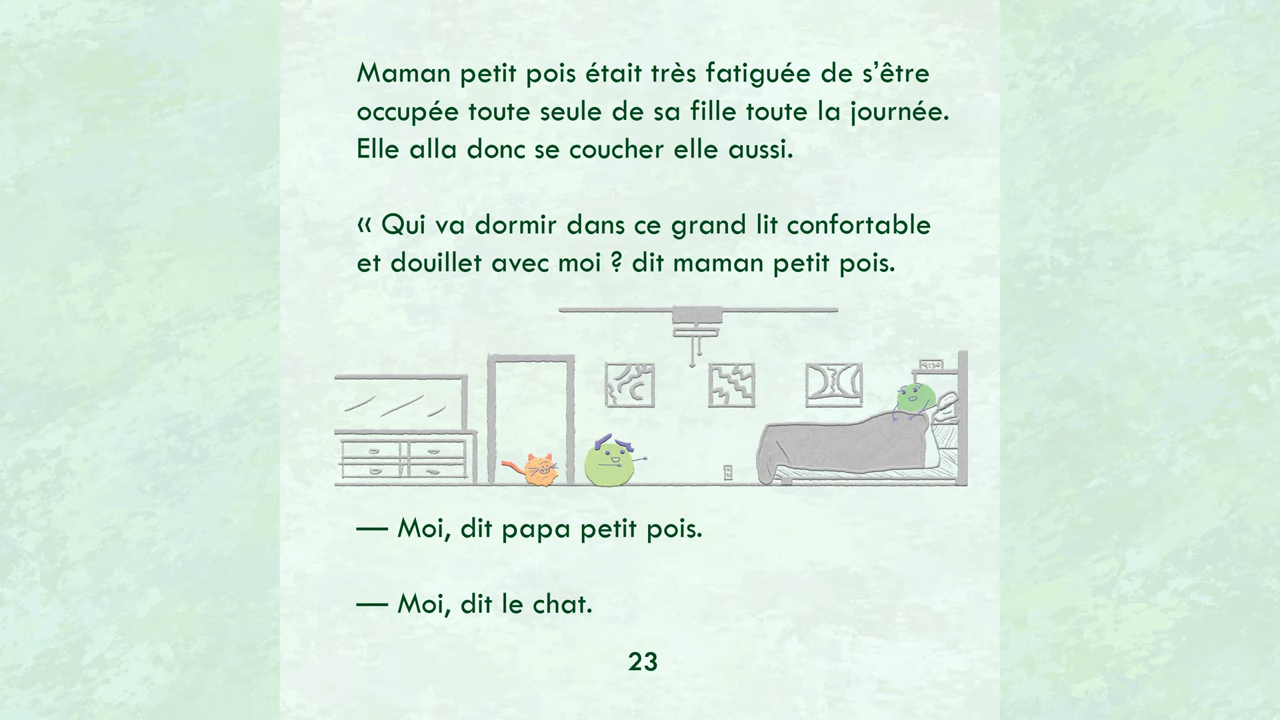 Maman petit pois était très fatiguée de s’être
occupée toute seule de sa fille toute la journée.
Elle alla donc se coucher elle aussi.
« Qui va dormir dans ce grand lit confortable
et douillet avec moi ? dit maman petit pois.
9:30
— Moi, dit papa petit pois.
— Moi, dit le chat.
23